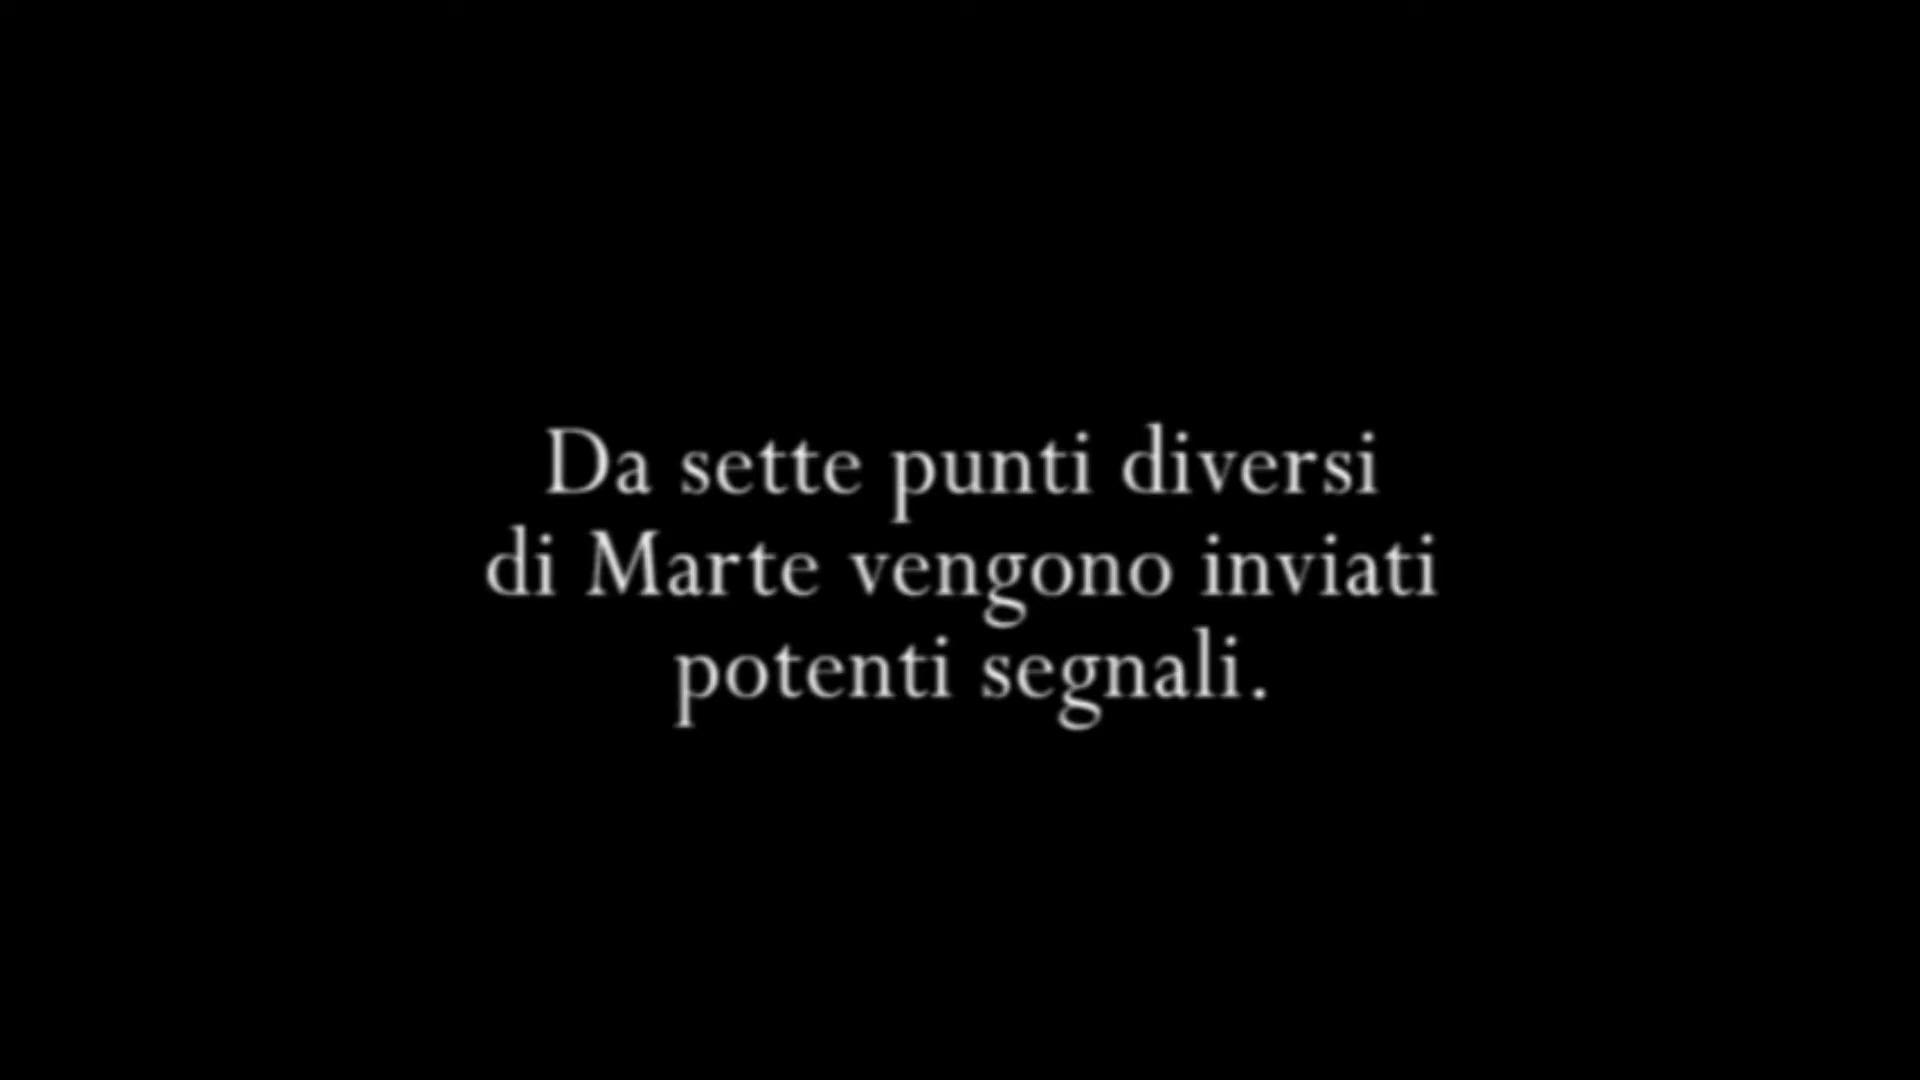 Da sette punti diversi
di Marte vengono inviati
potenti segnali.